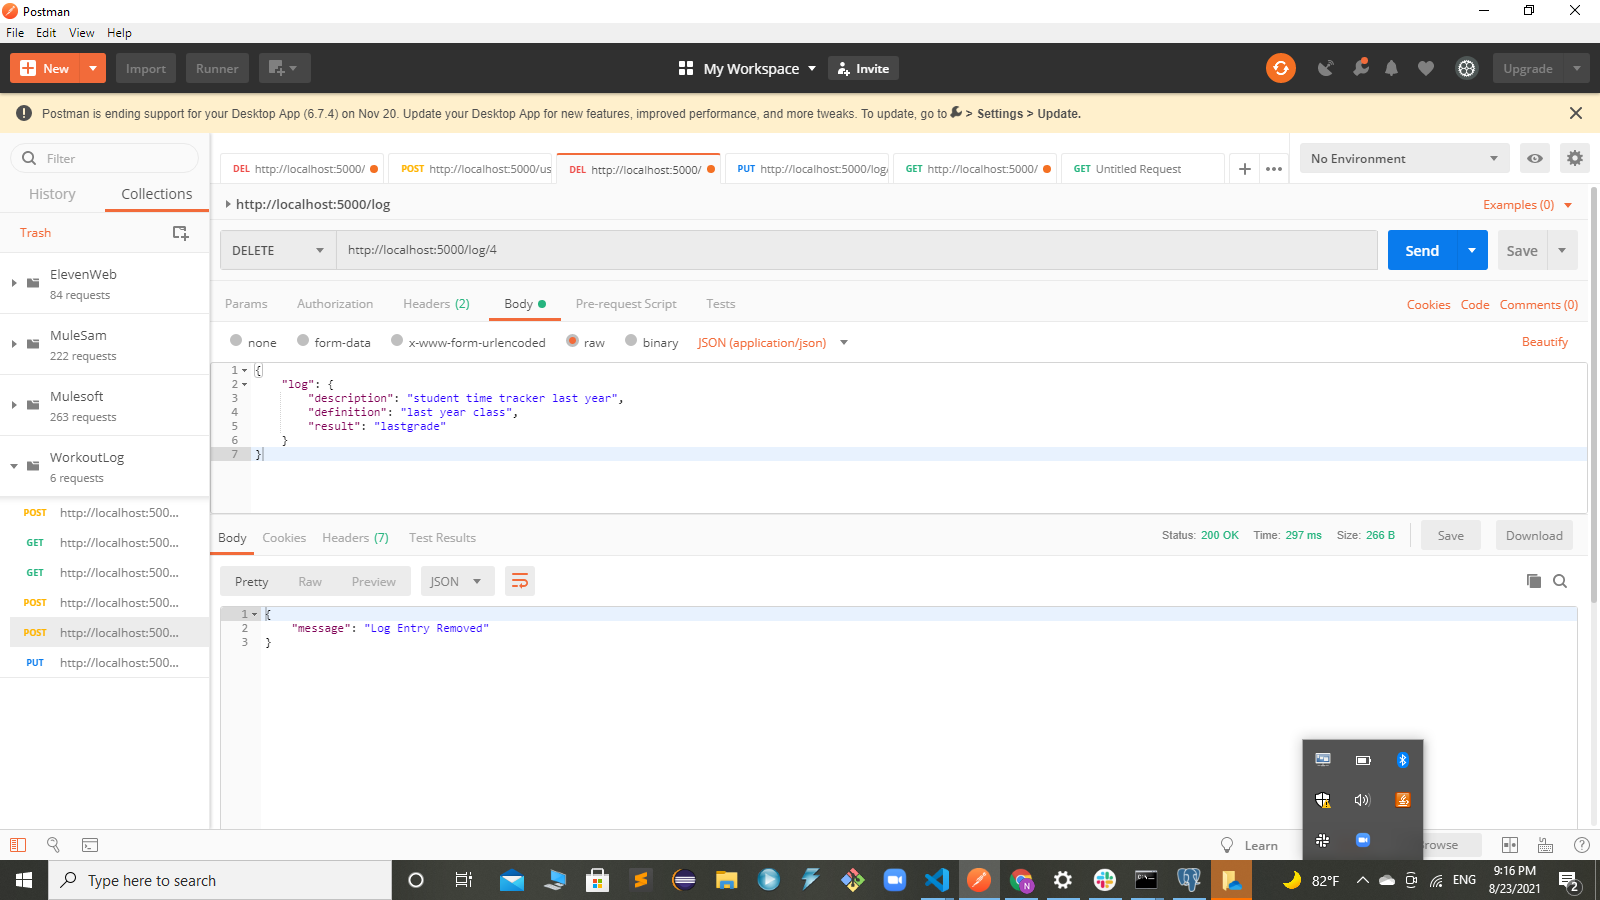 Postman
File Edit View Help
New Import Runner My Workspace Invite Upgrade
Postman is ending support for your Desktop App (6.7.4) on Nov 20. Update your Desktop App for new features, improved performance, and more tweaks. To update, go to > Settings > Update.
Filter
History Collections
Trash
ElevenWeb
84 requests
MuleSam
222 requests
Mulesoft
263 requests
WorkoutLog
6 requests
POST http://localhost:500...
GET http://localhost:500...
GET http://localhost:500...
POST http://localhost:500...
POST http://localhost:500...
PUT http://localhost:500...
DEL http://localhost:5000/ POST http://localhost:5000/us DEL http://localhost:5000/ PUT http://localhost:5000/log/ GET http://localhost:5000/ GET Untitled Request + ••• No Environment
http://localhost:5000/log Examples (0)
DELETE http://localhost:5000/log/4 Send Save
Params Authorization Headers (2) Body Pre-request Script Tests Cookies Code Comments (0)
none form-data x-www-form-urlencoded raw binary JSON (application/json) Beautify
1 {
2 "log": {
3 "description": "student time tracker last year",
4 "definition": "last year class",
5 "result": "lastgrade"
6 }
7 }
Body Cookies Headers (7) Test Results Status: 200 OK Time: 297 ms Size: 266 B Save Download
Pretty Raw Preview JSON
1 {
2 "message": "Log Entry Removed"
3 }
Learn
Type here to search
N
82°F ENG 9:16 PM
8/23/2021
2